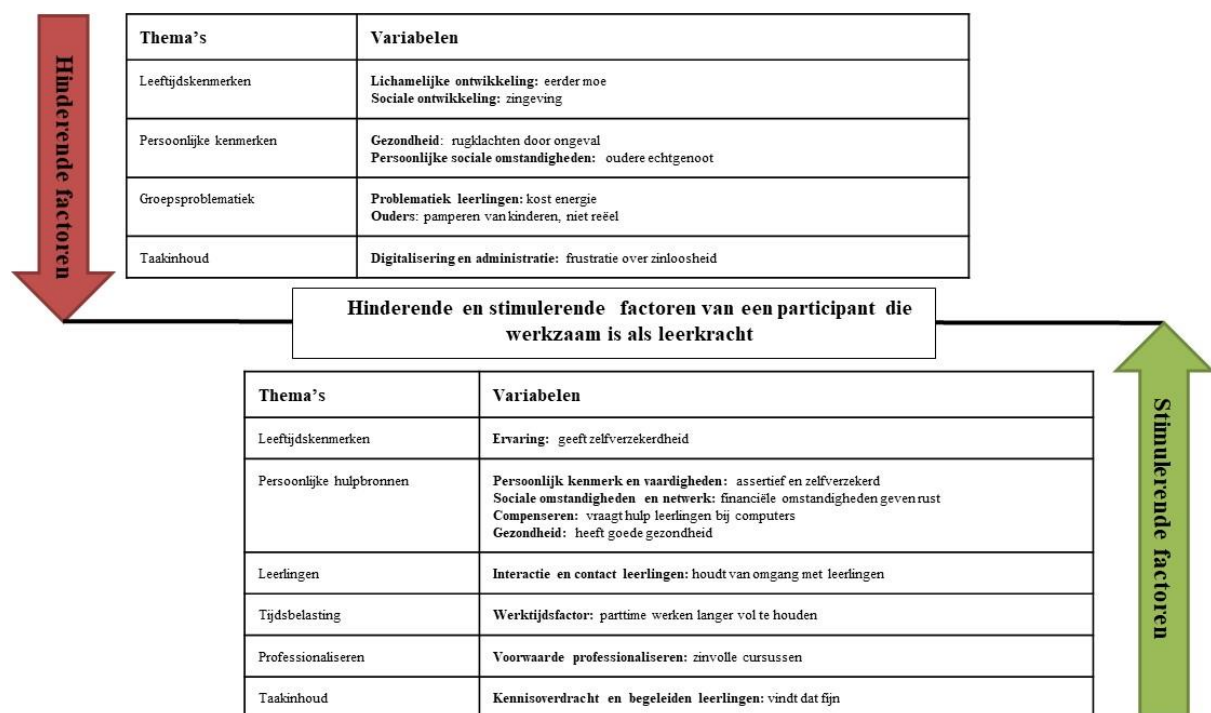 Hinderende factoren
Thema's Variabelen
Leeftijdskenmerken Lichamelijke ontwikkeling: eerder moe
Sociale ontwikkeling: zingeving
Persoonlijke kenmerken Gezondheid: rugklachten door ongeval
Persoonlijke sociale omstandigheden: oudere echtgenoot
Groepsproblematiek Problematiek leerlingen: kost energie
Ouders: pamperen van kinderen, niet reëel
Taakinhoud Digitalisering en administratie: frustratie over zinloosheid
Hinderende en stimulerende factoren van een participant die
werkzaam is als leerkracht
Thema's Variabelen
Leeftijdskenmerken Ervaring: geeft zelfverzekerdheid
Persoonlijke hulpbronnen Persoonlijk kenmerk en vaardigheden: assertief en zelfverzekerd
Sociale omstandigheden en netwerk: financiële omstandigheden geven rust
Compenseren: vraagt hulp leerlingen bij computers
Gezondheid: heeft goede gezondheid
Leerlingen Interactie en contact leerlingen: houdt van omgang met leerlingen
Tijdsbelasting Werktijdsfactor: parttime werken langer vol te houden
Professionaliseren Voorwaarde professionaliseren: zinvolle cursussen
Taakinhoud Kennisoverdracht en begeleiden leerlingen: vindt dat fijn
Stimulerende factoren